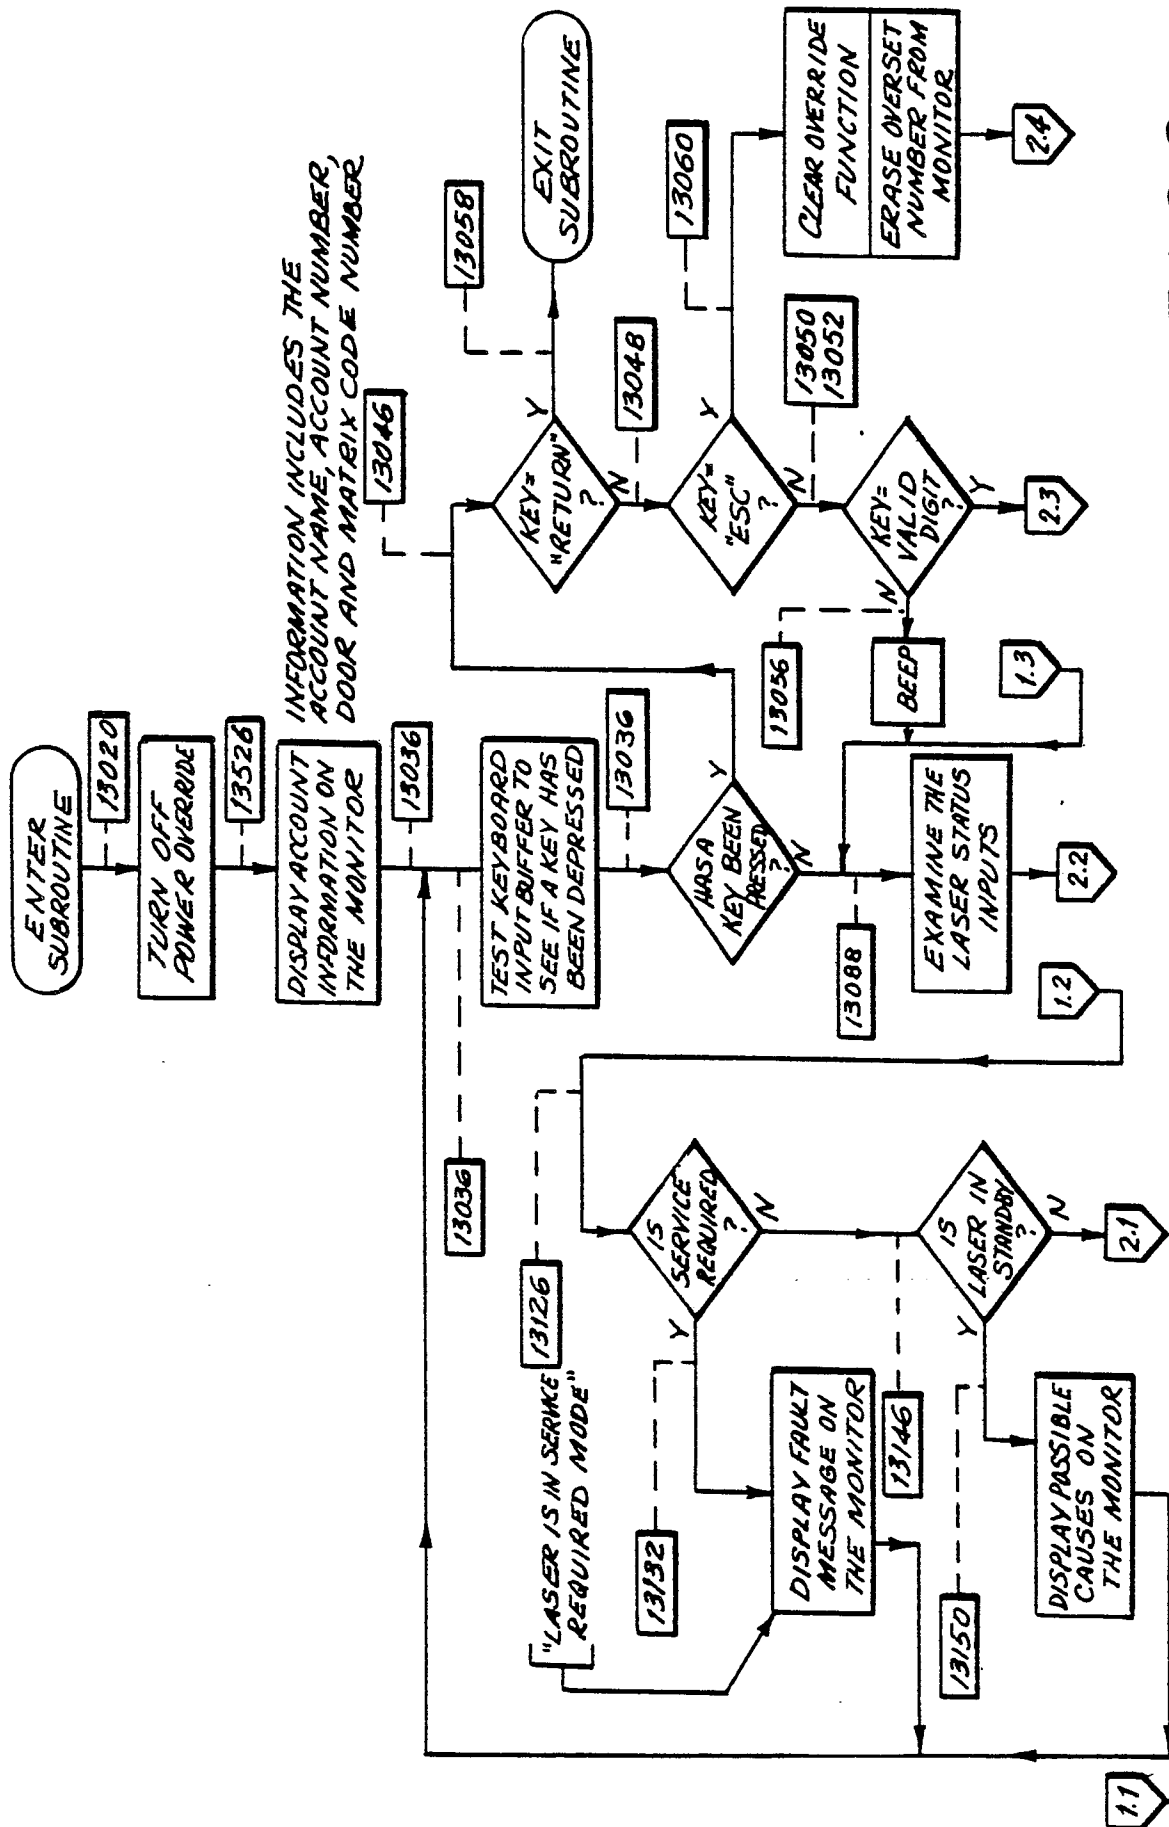 ENTER
SUBROUTINE
13020
TURN OFF
POWER OVERRIDE
13526
DISPLAY ACCOUNT
INFORMATION ON
THE MONITOR
INFORMATION INCLUDES THE
ACCOUNT NAME, ACCOUNT NUMBER,
DOOR AND MATRIX CODE NUMBER
13036
13036
TEST KEYBOARD
INPUT BUFFER TO
SEE IF A KEY HAS
BEEN DEPRESSED
13036
HAS A
KEY BEEN
PRESSED
?
Y
N
13046
KEY=
"RETURN"
?
Y
N
13058
EXIT
SUBROUTINE
13048
KEY=
"ESC"
?
Y
N
13060
CLEAR OVERRIDE
FUNCTION
ERASE OVERSET
NUMBER FROM
MONITOR
2.4
13050
13052
KEY=
VALID
DIGIT
?
N
Y
2.3
13056
BEEP
1.3
13088
EXAMINE THE
LASER STATUS
INPUTS
2.2
1.2
13126
"LASER IS IN SERVICE
REQUIRED MODE"
IS
SERVICE
REQUIRED
?
Y
N
13132
DISPLAY FAULT
MESSAGE ON
THE MONITOR
13146
IS
LASER IN
STANDBY
?
Y
N
2.1
13150
DISPLAY POSSIBLE
CAUSES ON
THE MONITOR
1.1